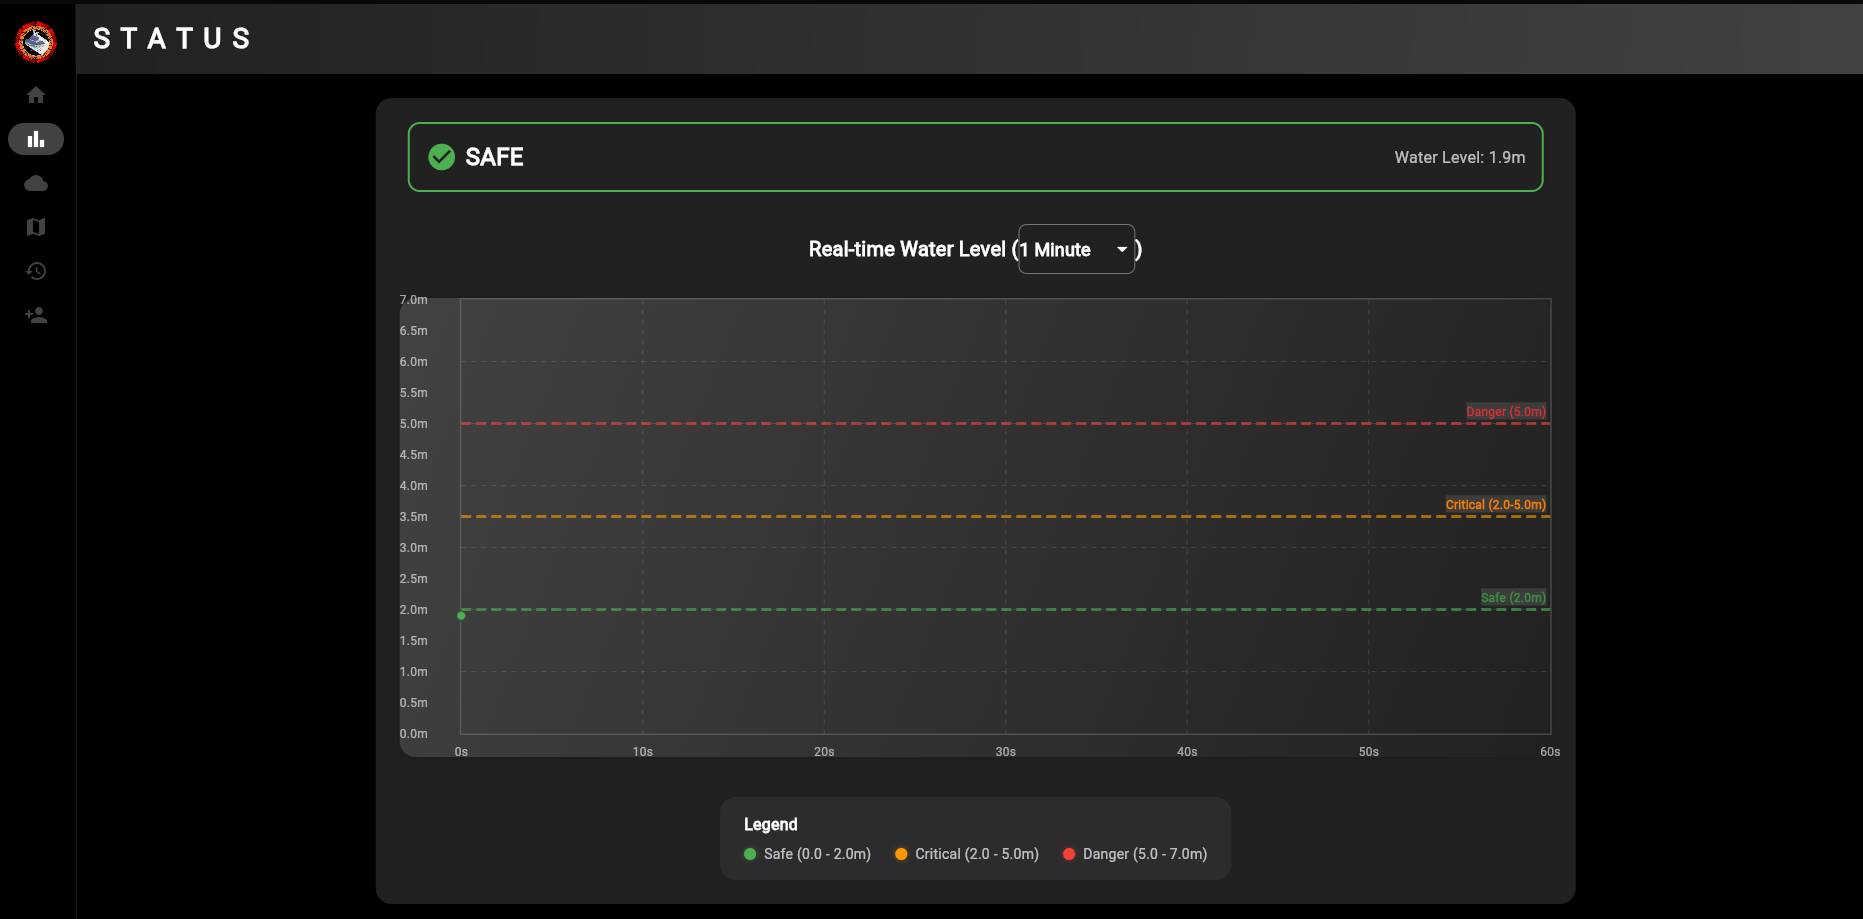 STATUS
SAFE
Water Level: 1.9m
Real-time Water Level (1 Minute)
7.0m
6.5m
6.0m
5.5m
5.0m
4.5m
4.0m
3.5m
3.0m
2.5m
2.0m
1.5m
1.0m
0.5m
0.0m
Danger (5.0m)
Critical (2.0-5.0m)
Safe (2.0m)
0s 10s 20s 30s 40s 50s 60s
Legend
Safe (0.0 - 2.0m) Critical (2.0 - 5.0m) Danger (5.0 - 7.0m)